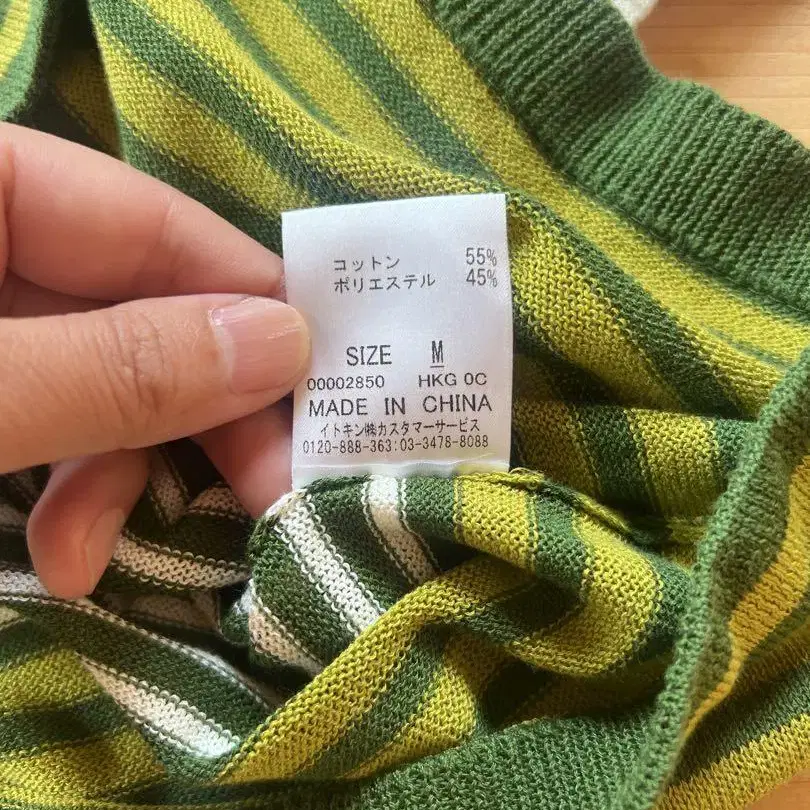 コットン 55%
ポリエステル 45%
SIZE M
00002850 HKG 0C
MADE IN CHINA
イトキン㈱カスタマーサービス
0120-888-363:03-3478-8088